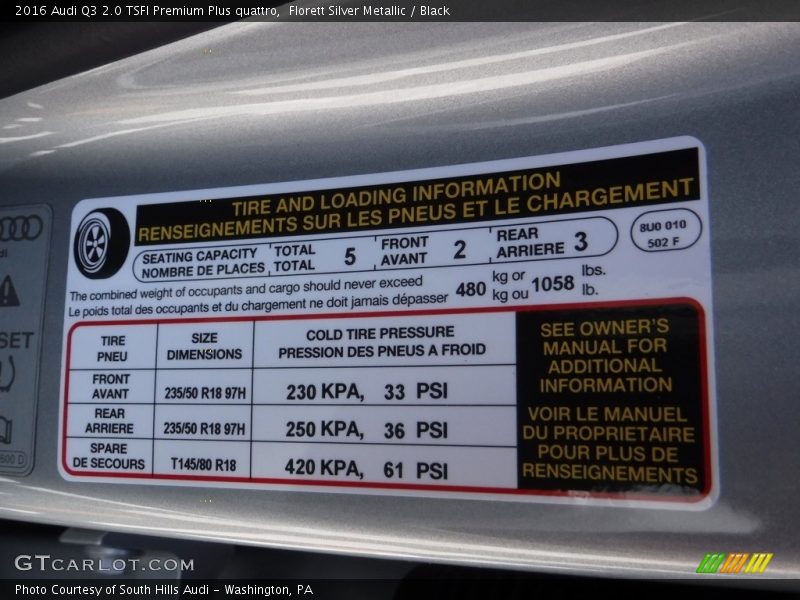 2016 Audi Q3 2.0 TSFI Premium Plus quattro, Florett Silver Metallic / Black
TIRE AND LOADING INFORMATION
RENSEIGNEMENTS SUR LES PNEUS ET LE CHARGEMENT
SEATING CAPACITY TOTAL 5 FRONT 2 REAR 3
NOMBRE DE PLACES TOTAL AVANT ARRIERE
8U0 010
502 F
The combined weight of occupants and cargo should never exceed 480 kg or 1058 lbs.
Le poids total des occupants et du chargement ne doit jamais dépasser kg ou lb.
TIRE SIZE COLD TIRE PRESSURE
PNEU DIMENSIONS PRESSION DES PNEUS A FROID
FRONT
AVANT 235/50 R18 97H 230 KPA, 33 PSI
REAR
ARRIERE 235/50 R18 97H 250 KPA, 36 PSI
SPARE
DE SECOURS T145/80 R18 420 KPA, 61 PSI
SEE OWNER'S
MANUAL FOR
ADDITIONAL
INFORMATION
VOIR LE MANUEL
DU PROPRIETAIRE
POUR PLUS DE
RENSEIGNEMENTS
SET
GTCARLOT.COM
Photo Courtesy of South Hills Audi - Washington, PA